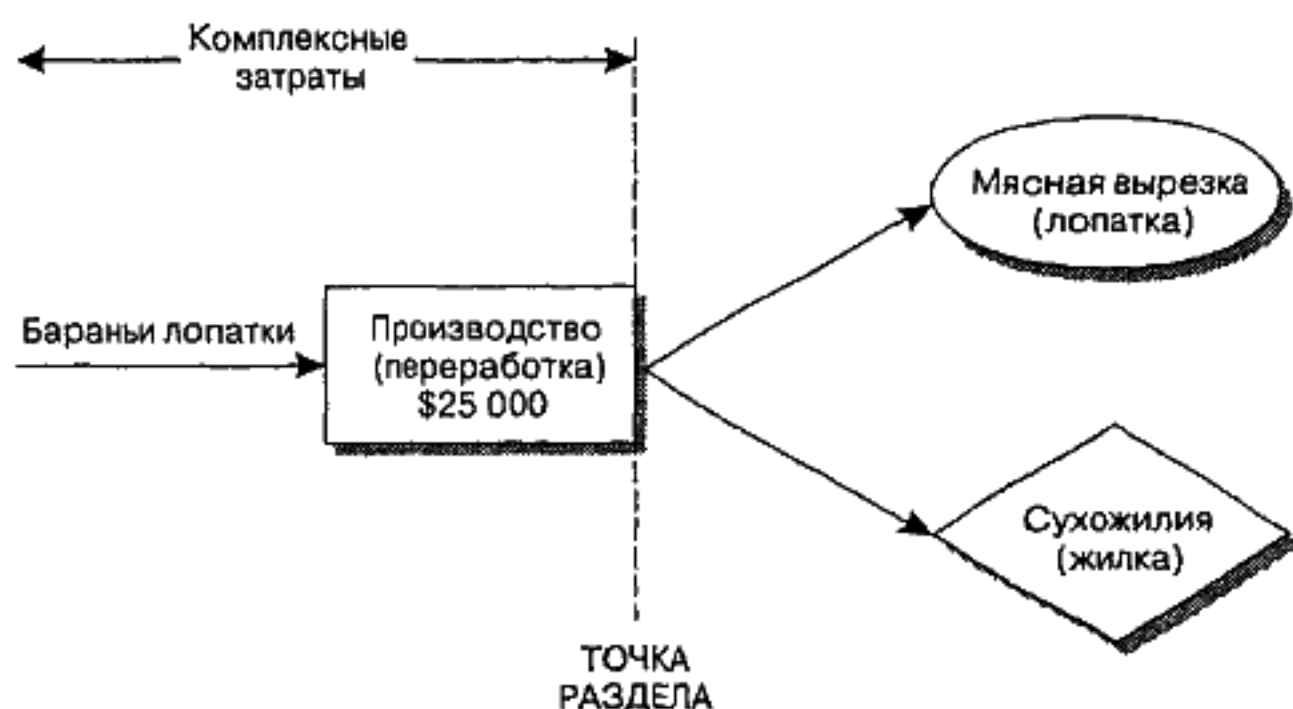 Комплексные
затраты
Мясная вырезка
(лопатка)
Бараньи лопатки
Производство
(переработка)
$25 000
Сухожилия
(жилка)
ТОЧКА
РАЗДЕЛА